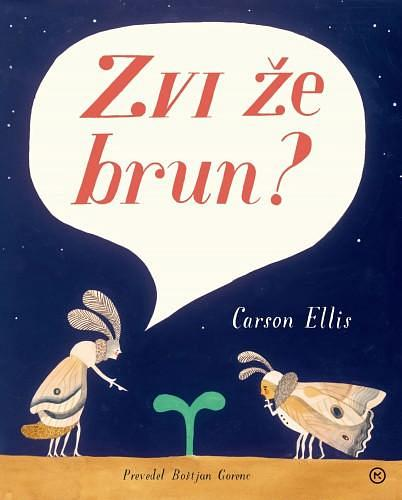 Zvi že
brun?
Carson Ellis
Prevedel Boštjan Gorenc